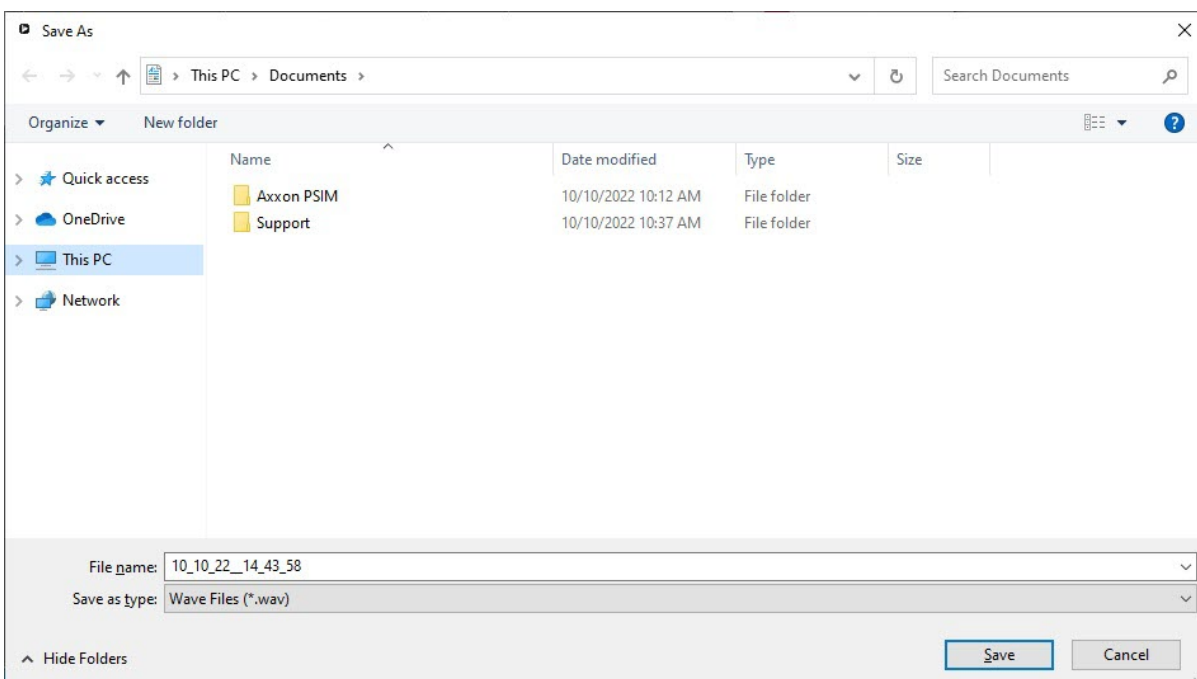 Save As
This PC > Documents >
Search Documents
Organize
New folder
Name
Date modified
Type
Size
Quick access
OneDrive
This PC
Network
Axxon PSIM 10/10/2022 10:12 AM File folder
Support 10/10/2022 10:37 AM File folder
File name: 10_10_22__14_43_58
Save as type: Wave Files (*.wav)
Hide Folders
Save
Cancel